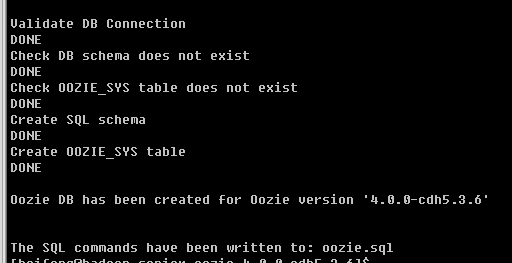 Validate DB Connection
DONE
Check DB schema does not exist
DONE
Check OOZIE_SYS table does not exist
DONE
Create SQL schema
DONE
Create OOZIE_SYS table
DONE
Oozie DB has been created for Oozie version '4.0.0-cdh5.3.6'
The SQL commands have been written to: oozie.sql